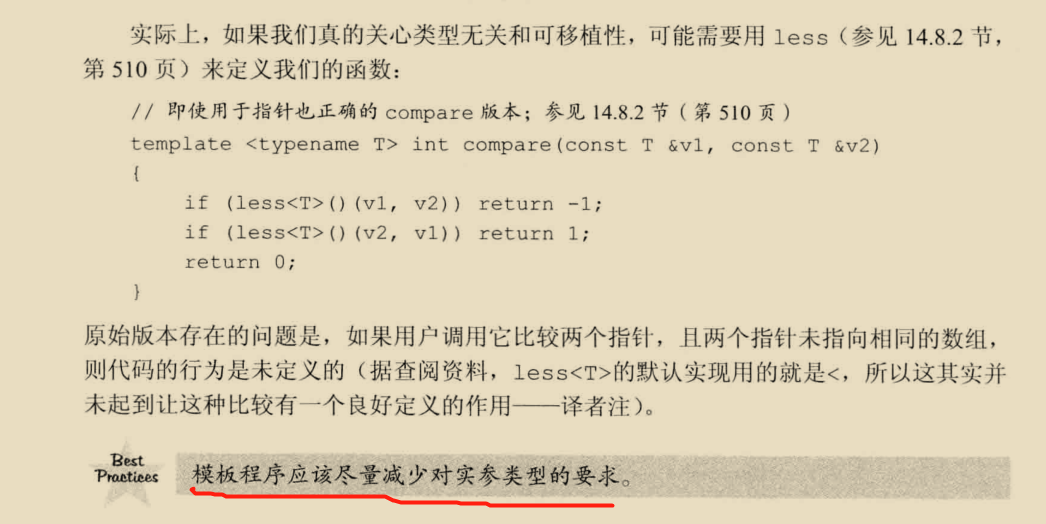 实际上，如果我们真的关心类型无关和可移植性，可能需要用 less（参见 14.8.2 节，
第 510 页）来定义我们的函数：
// 即使用于指针也正确的 compare 版本；参见 14.8.2 节（第 510 页）
template <typename T> int compare(const T &v1, const T &v2)
{
if (less<T>()(v1, v2)) return -1;
if (less<T>()(v2, v1)) return 1;
return 0;
}
原始版本存在的问题是，如果用户调用它比较两个指针，且两个指针未指向相同的数组，
则代码的行为是未定义的（据查阅资料，less<T>的默认实现用的就是<，所以这其实并
未起到让这种比较有一个良好定义的作用——译者注）。
Best
Practices
模板程序应该尽量减少对实参类型的要求。